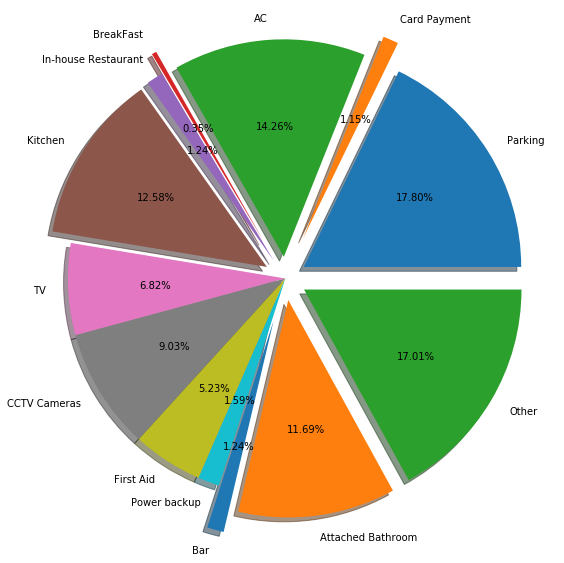 AC
Card Payment
BreakFast
In-house Restaurant
0.35%
14.26%
1.15%
Kitchen
1.24%
Parking
12.58%
17.80%
TV
6.82%
9.03%
17.01%
5.23%
1.59%
CCTV Cameras
Other
11.69%
1.24%
First Aid
Power backup
Attached Bathroom
Bar